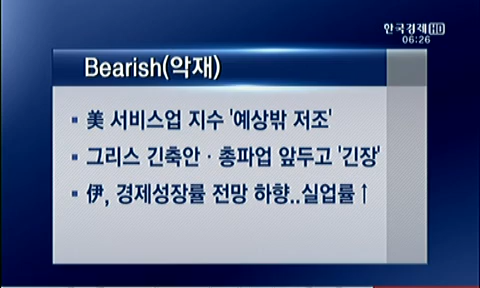 한국경제HD
06:26
Bearish(악재)
▪ 美 서비스업 지수 '예상밖 저조'
▪ 그리스 긴축안·총파업 앞두고 '긴장'
▪ 伊, 경제성장률 전망 하향..실업률↑